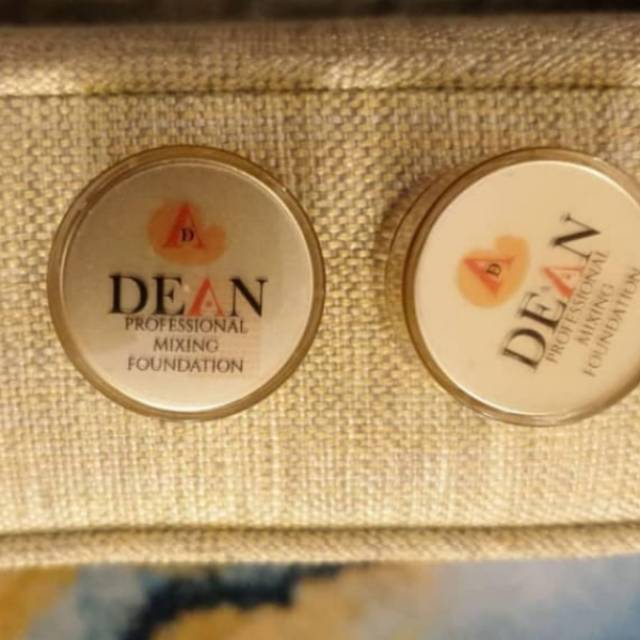 A
D
DEAN
PROFESSIONAL
MIXING
FOUNDATION
A
D
DEAN
PROFESSIONAL
MIXING
FOUNDATION